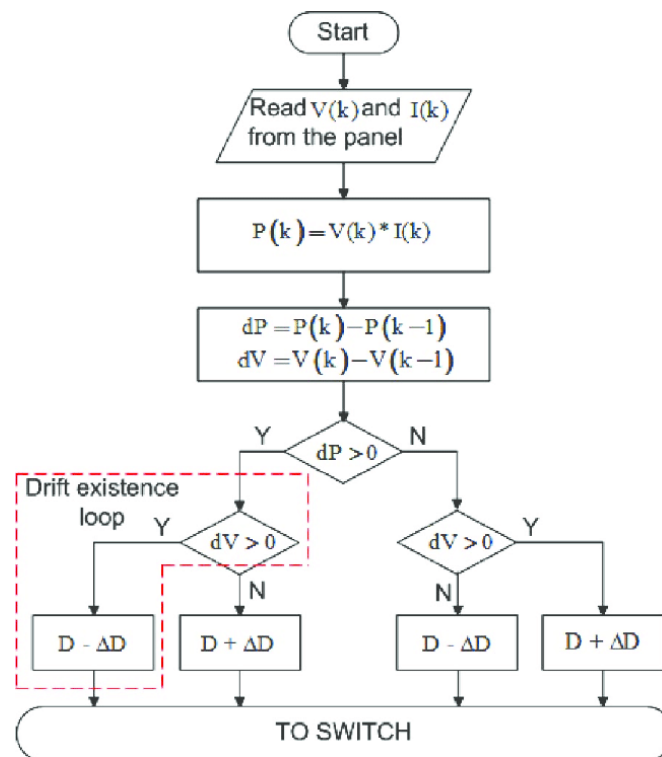 Start
Read V(k) and I(k)
from the panel
P(k) = V(k) * I(k)
dP = P(k) − P(k−1)
dV = V(k) − V(k−1)
dP > 0
Y
N
Drift existence
loop
dV > 0
Y
N
dV > 0
Y
N
D - ΔD
D + ΔD
D - ΔD
D + ΔD
TO SWITCH